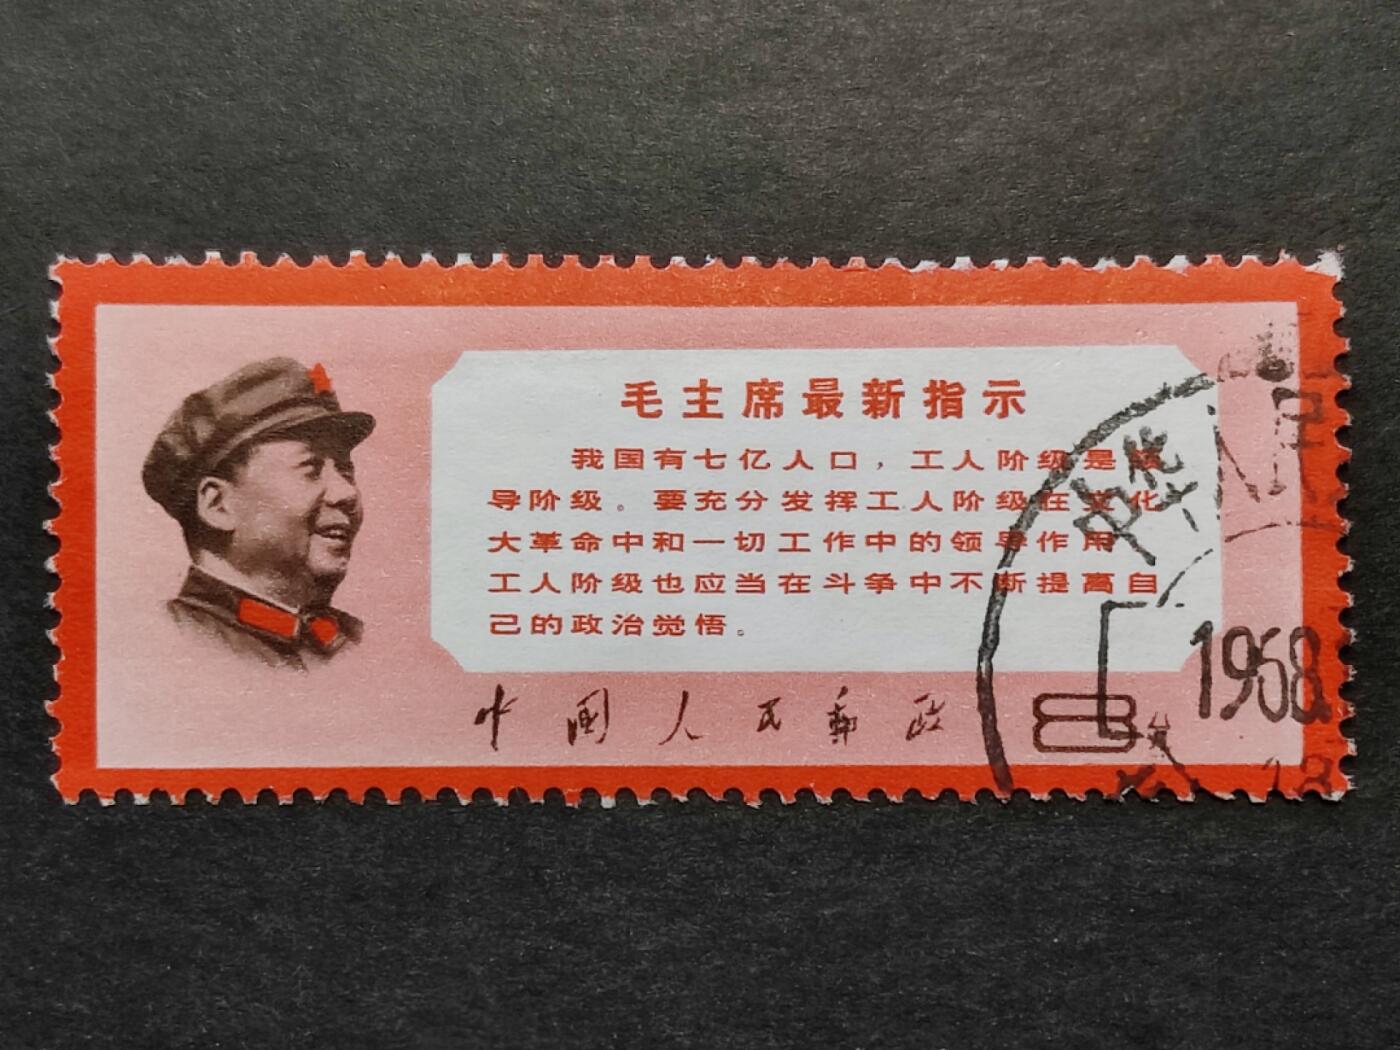 毛主席最新指示
我国有七亿人口，工人阶级是领
导阶级。要充分发挥工人阶级在文化
大革命中和一切工作中的领导作用。
工人阶级也应当在斗争中不断提高自
己的政治觉悟。
中国人民邮政 8分
1968
18